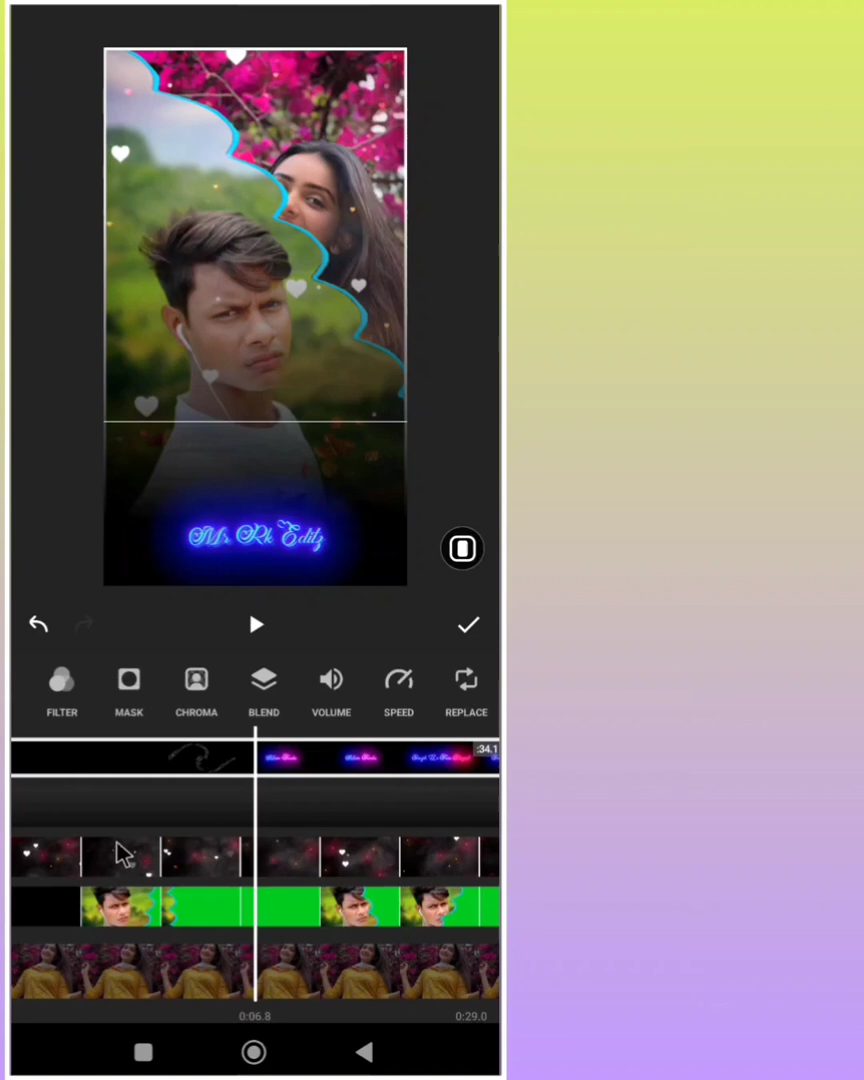 Mr Rk Editz
FILTER MASK CHROMA BLEND VOLUME SPEED REPLACE
:34.1
0:06.8 0:29.0